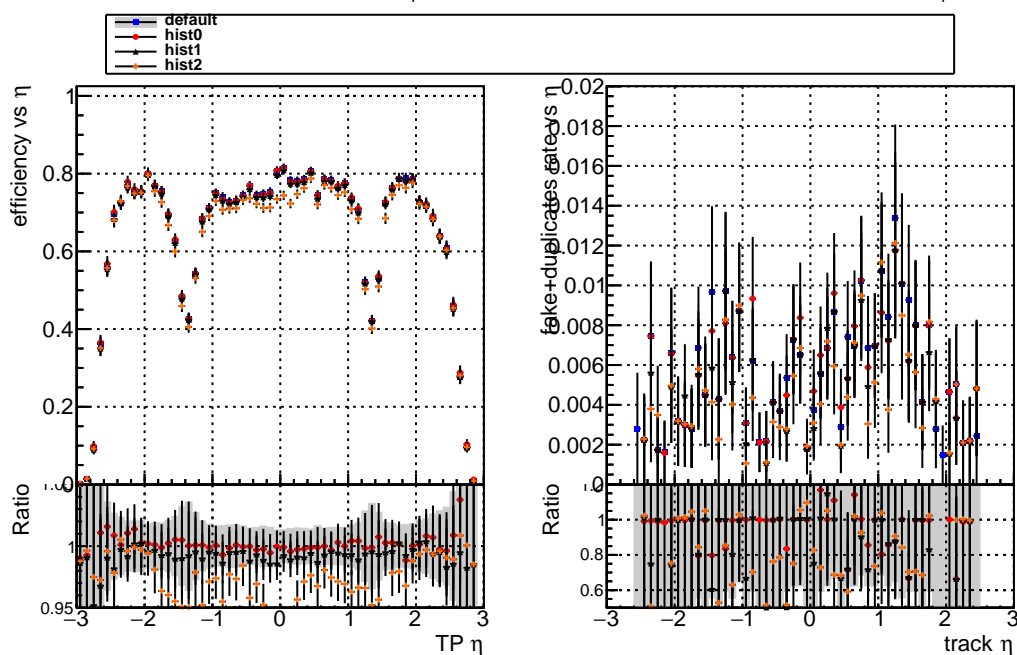 default
hist0
hist1
hist2
efficiency vs η
1
0.8
0.6
0.4
0.2
0
Ratio
1
0.95
−3 −2 −1 0 1 2 3
TP η
fake+duplicates rate vs η
0.02
0.018
0.016
0.014
0.012
0.01
0.008
0.006
0.004
0.002
0
Ratio
1
0.8
0.6
−3 −2 −1 0 1 2 3
track η